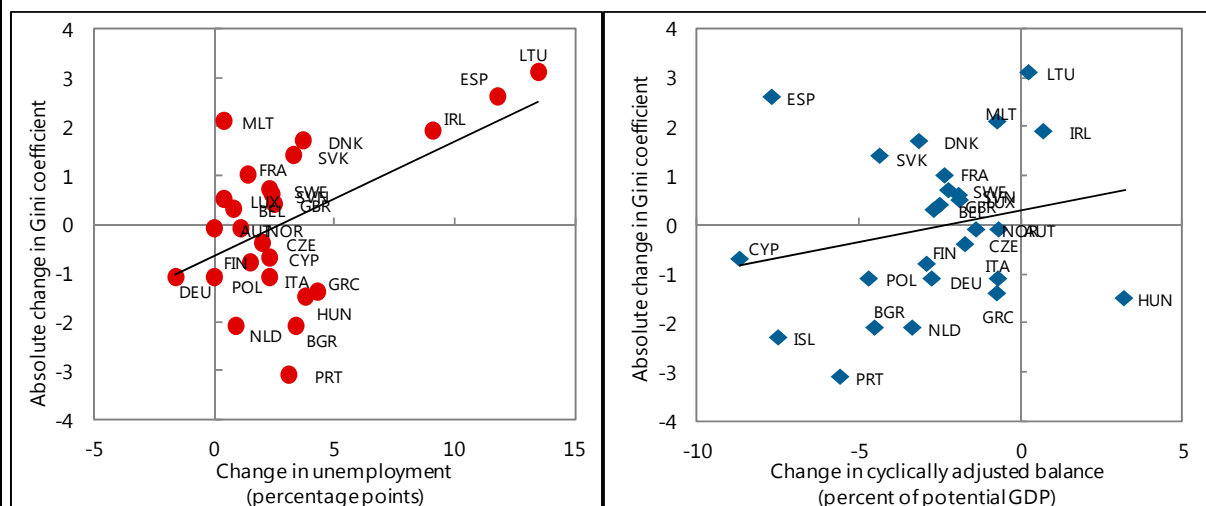 4
3
2
1
0
-1
-2
-3
-4
Absolute change in Gini coefficient
LTU
ESP
IRL
MLT
DNK
SVK
FRA
SWE
SVN
LUX
GBR
BEL
AUT
NOR
CZE
CYP
FIN
ITA
DEU
POL
GRC
HUN
NLD
BGR
PRT
-5
0
5
10
15
Change in unemployment
(percentage points)
4
3
2
1
0
-1
-2
-3
-4
Absolute change in Gini coefficient
LTU
ESP
MLT
IRL
DNK
SVK
FRA
SWE
SVN
LUX
GBR
BEL
NOR
AUT
CZE
CYP
FIN
ITA
POL
DEU
HUN
GRC
BGR
NLD
ISL
PRT
-10
-5
0
5
Change in cyclically adjusted balance
(percent of potential GDP)